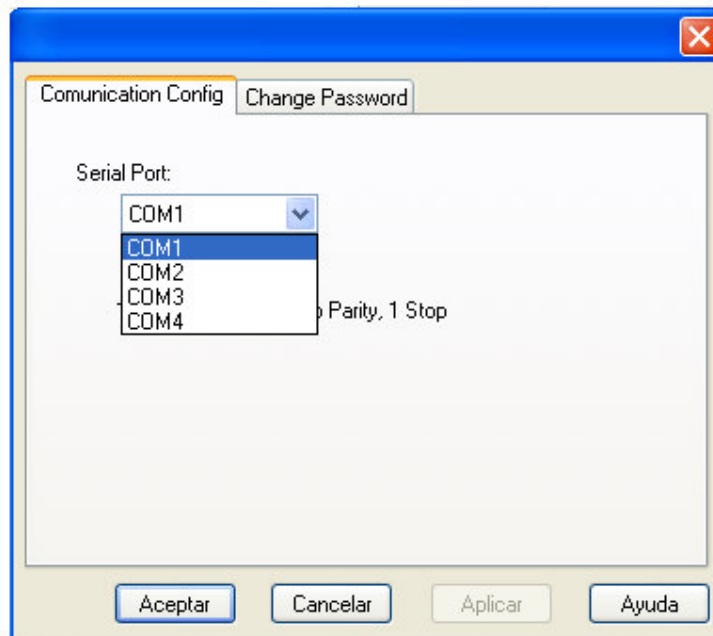 Comunication Config Change Password
Serial Port:
COM1
COM1
COM2
COM3
COM4
Parity, 1 Stop
Aceptar Cancelar Aplicar Ayuda